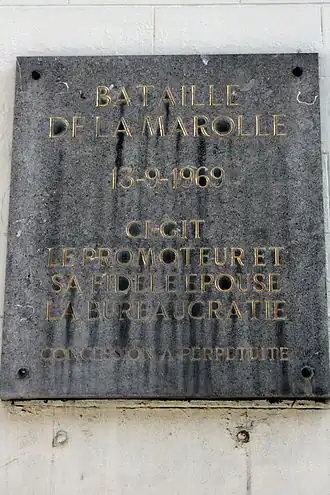 BATAILLE
DE LA MAROLLE
13-9-1969
CI-GIT
LE PROMOTEUR ET
SA FIDELE EPOUSE
LA BUREAUCRATIE
CONCESSION A PERPETUITE